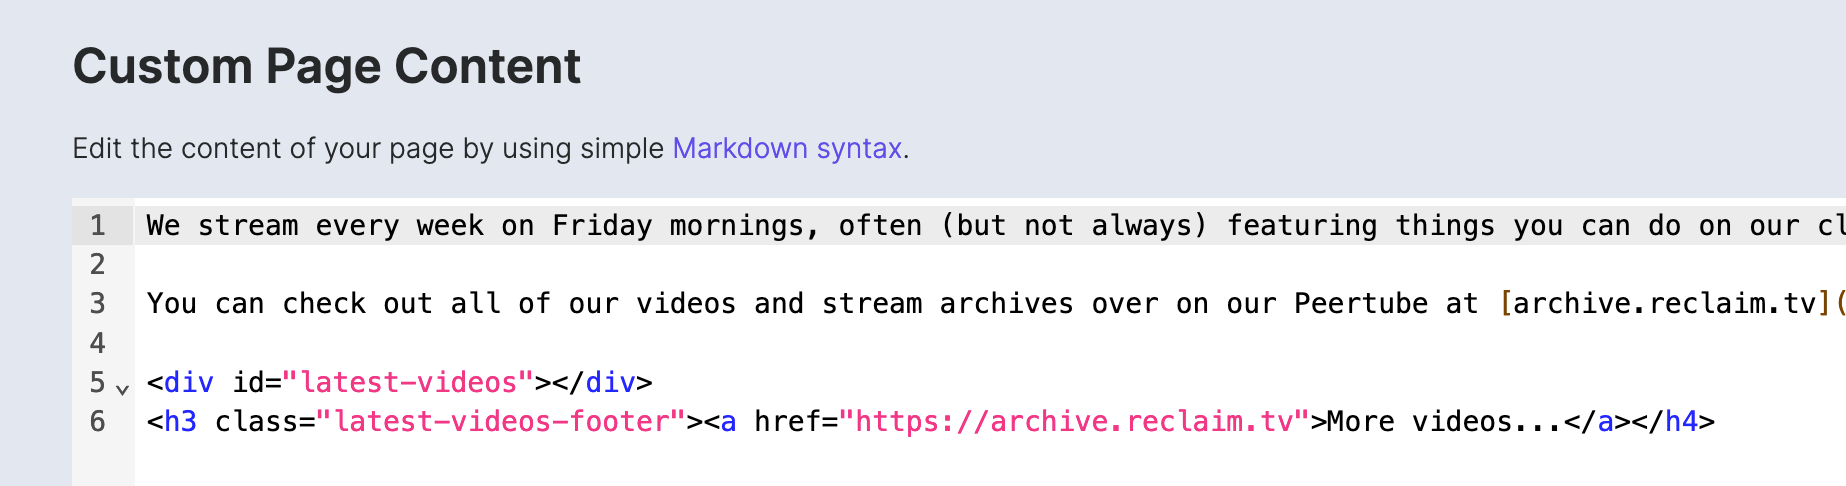 Custom Page Content
Edit the content of your page by using simple Markdown syntax.
1 We stream every week on Friday mornings, often (but not always) featuring things you can do on our cl
2
3 You can check out all of our videos and stream archives over on our Peertube at [archive.reclaim.tv](
4
5 <div id="latest-videos"></div>
6 <h3 class="latest-videos-footer"><a href="https://archive.reclaim.tv">More videos...</a></h4>